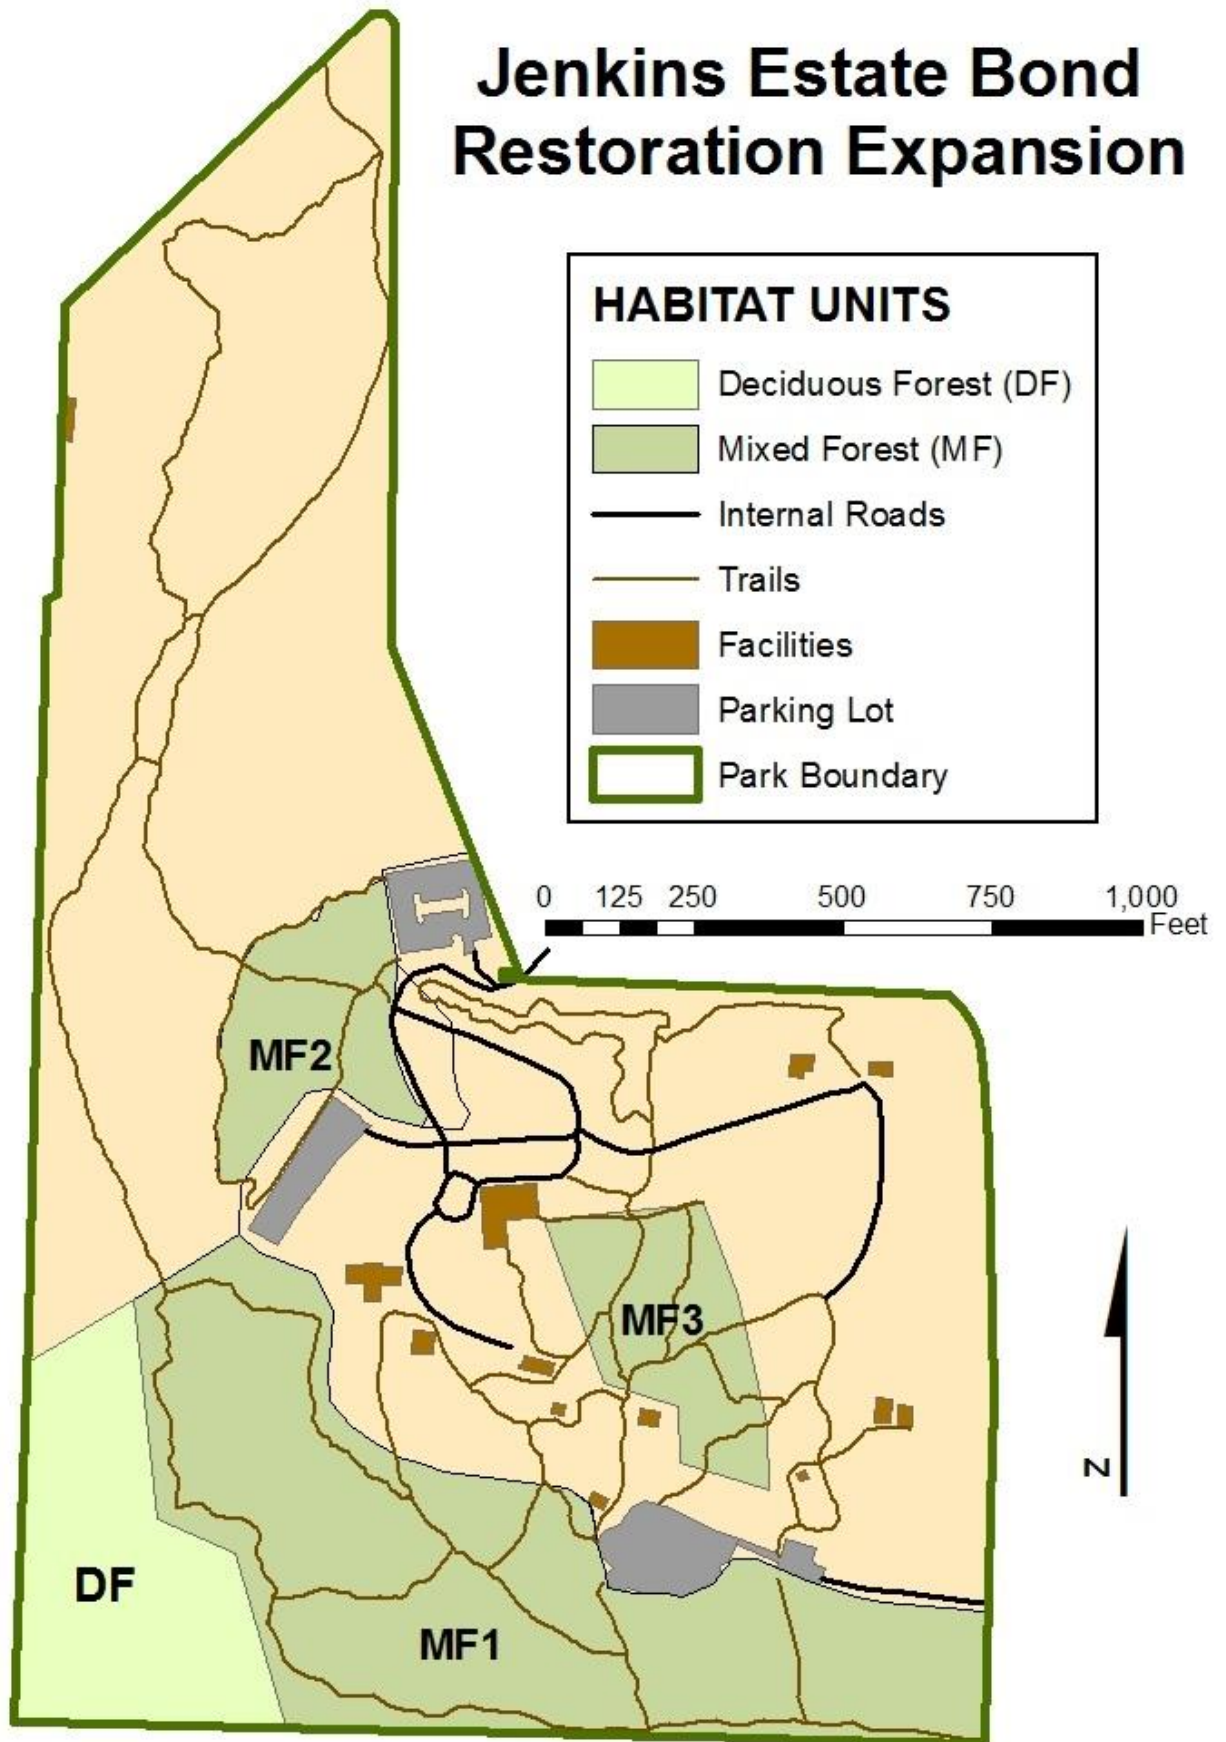 Jenkins Estate Bond
Restoration Expansion
HABITAT UNITS
Deciduous Forest (DF)
Mixed Forest (MF)
Internal Roads
Trails
Facilities
Parking Lot
Park Boundary
0 125 250 500 750 1,000
Feet
MF2
MF3
N
DF
MF1